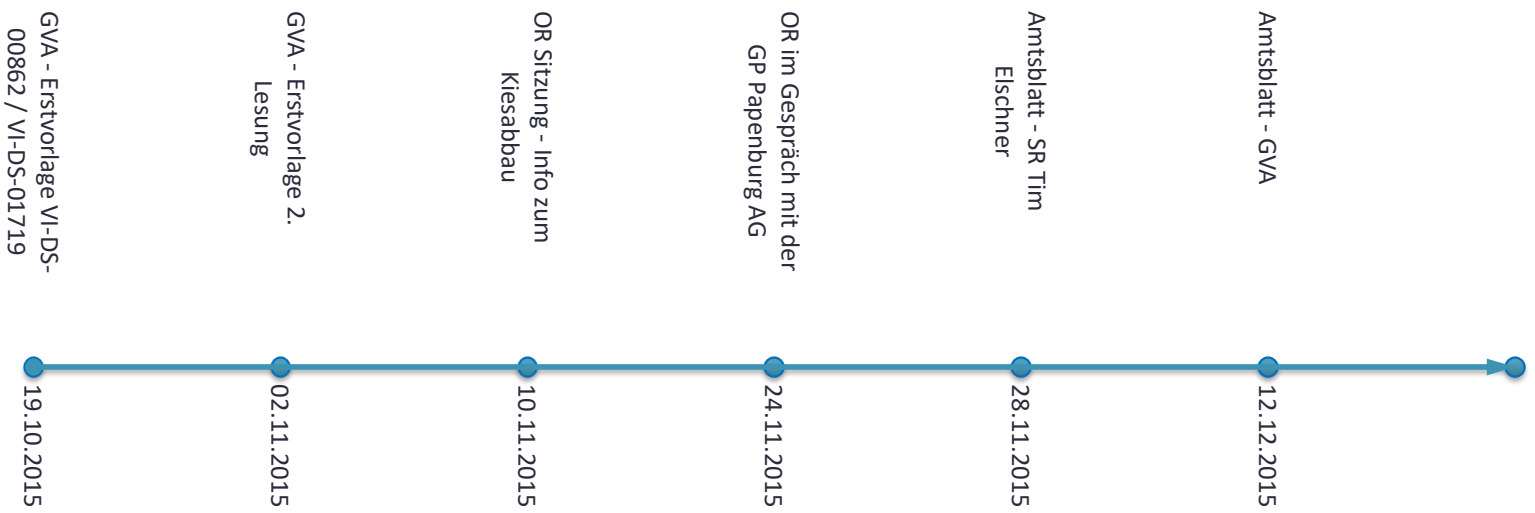 GVA - Erstvorlage VI-DS-
00862 / VI-DS-01719
19.10.2015
GVA - Erstvorlage 2.
Lesung
02.11.2015
OR Sitzung - Info zum
Kiesabbau
10.11.2015
OR im Gespräch mit der
GP Papenburg AG
24.11.2015
Amtsblatt - SR Tim
Elschner
28.11.2015
Amtsblatt - GVA
12.12.2015